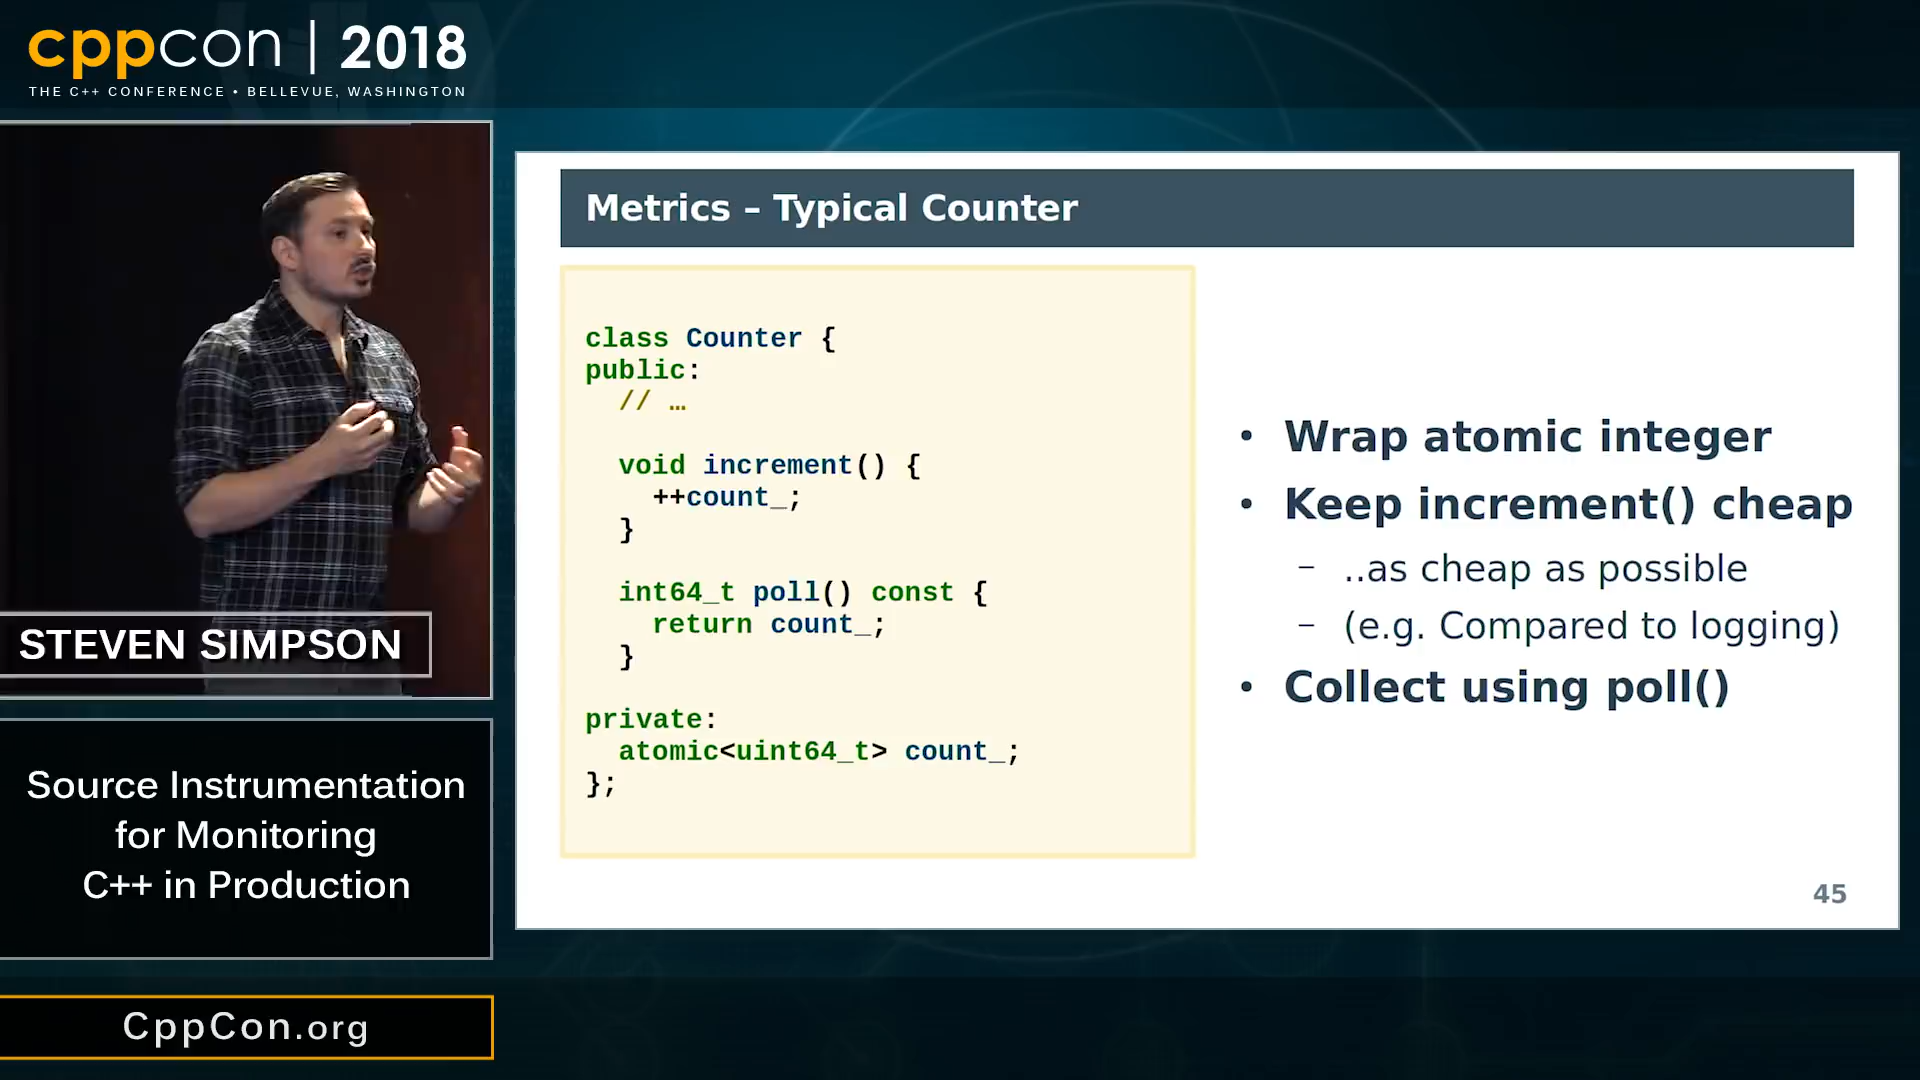 cppcon | 2018
THE C++ CONFERENCE • BELLEVUE, WASHINGTON
STEVEN SIMPSON
Source Instrumentation
for Monitoring
C++ in Production
CppCon.org
Metrics – Typical Counter
class Counter {
public:
  // …
  void increment() {
    ++count_;
  }
  int64_t poll() const {
    return count_;
  }
private:
  atomic<uint64_t> count_;
};
• Wrap atomic integer
• Keep increment() cheap
– ..as cheap as possible
– (e.g. Compared to logging)
• Collect using poll()
45